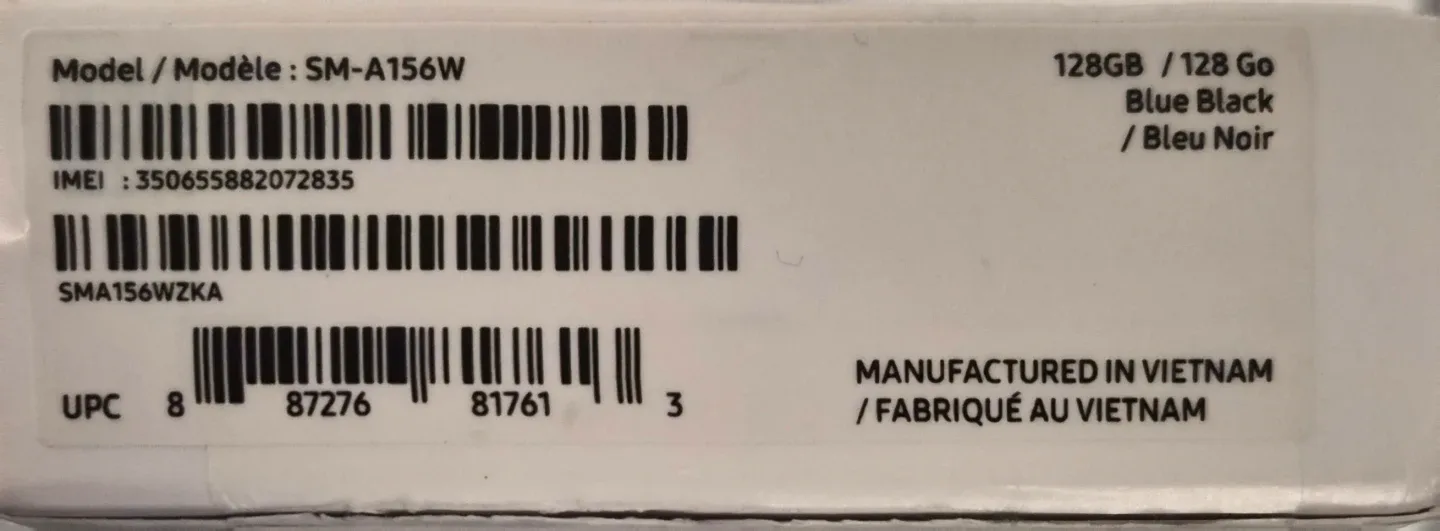 Model / Modèle : SM-A156W
128GB / 128 Go
Blue Black
/ Bleu Noir
IMEI : 350655882072835
SMA156WZKA
UPC 8 87276 81761 3
MANUFACTURED IN VIETNAM
/ FABRIQUÉ AU VIETNAM